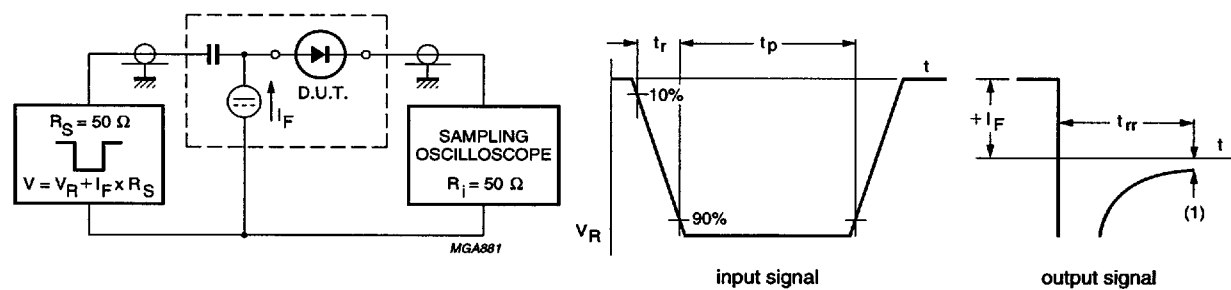 D.U.T.
I_F
R_S = 50 Ω
V = V_R + I_F x R_S
SAMPLING
OSCILLOSCOPE
R_i = 50 Ω
MGA881
t_r
t_p
t
10%
90%
V_R
input signal
+ I_F
t_rr
t
(1)
output signal